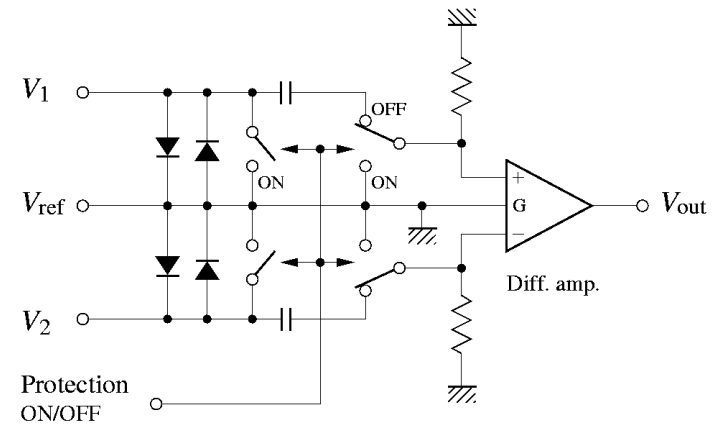 V1
OFF
+
ON
ON
Vref
G
Vout
−
Diff. amp.
V2
Protection
ON/OFF